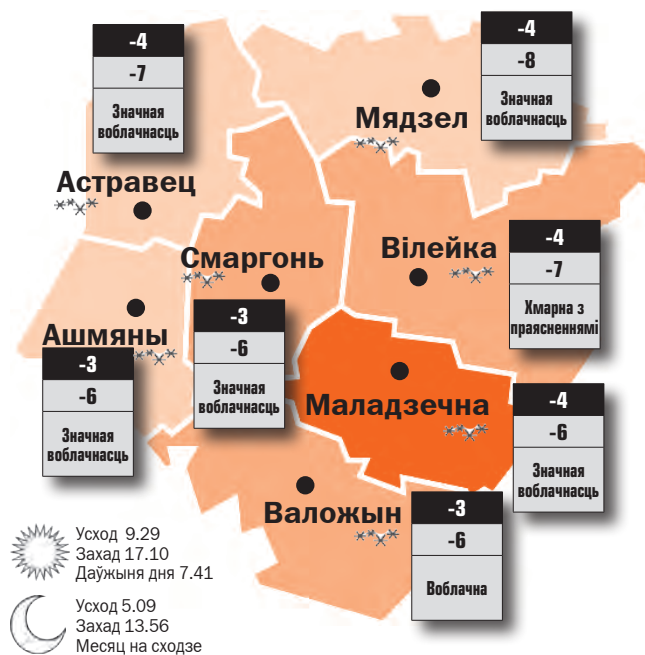 -4
-7
Значная
воблачнасць
-4
-8
Значная
воблачнасць
Мядзел
Астравец
Смаргонь
Вілейка
-4
-7
Хмарна з
праясненнямі
Ашмяны
-3
-6
Значная
воблачнасць
-3
-6
Значная
воблачнасць
Маладзечна
-4
-6
Значная
воблачнасць
Валожын
-3
-6
Воблачна
Усход 9.29
Захад 17.10
Даўжыня дня 7.41
Усход 5.09
Захад 13.56
Месяц на сходзе